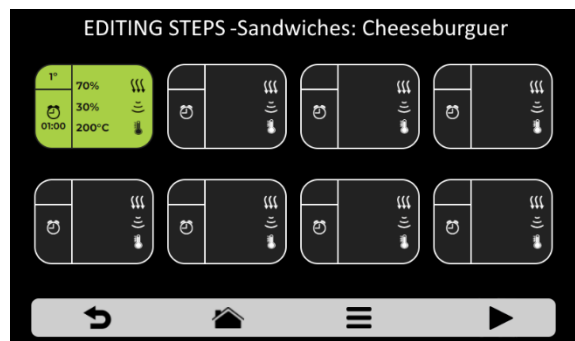 EDITING STEPS -Sandwiches: Cheeseburguer
1°
70%
30%
01:00
200°C